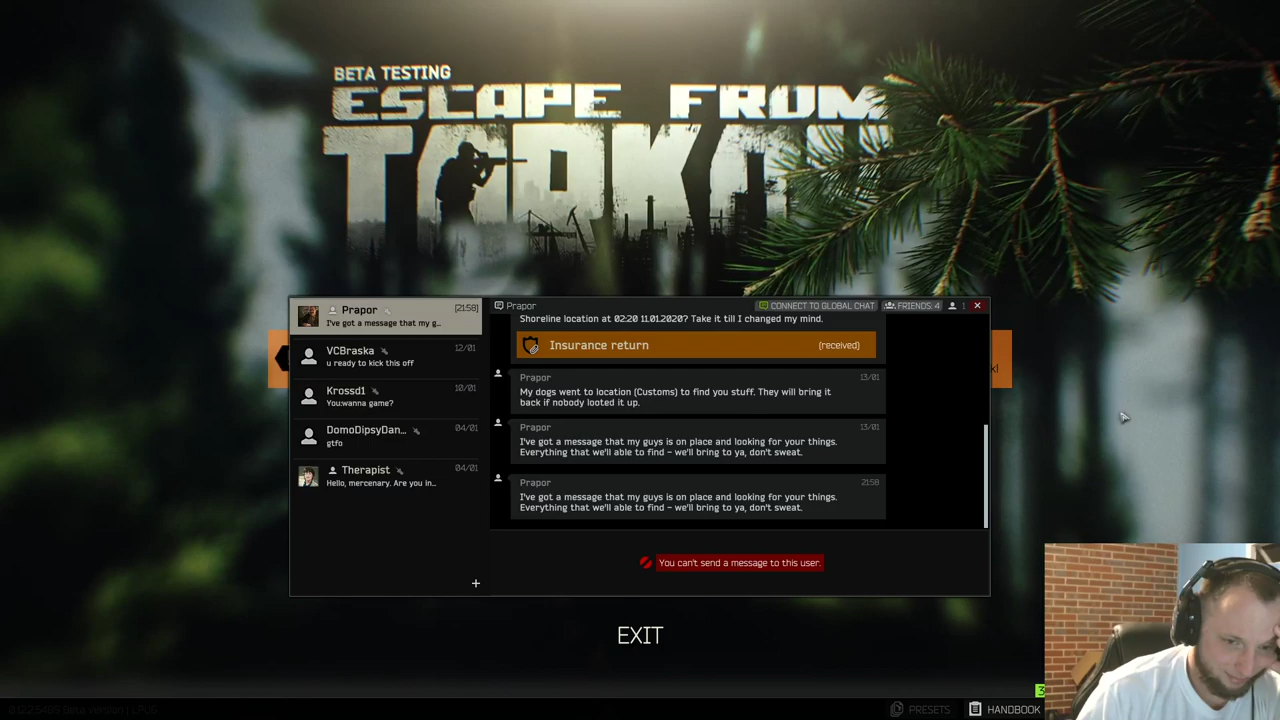 BETA TESTING
ESCAPE FROM
TARKOV
Prapor
[21:58]
I've got a message that my g...
VCBraska
12/01
u ready to kick this off
Krossd1
10/01
You:wanna game?
DomoDipsyDan...
04/01
gtfo
Therapist
04/01
Hello, mercenary. Are you in...
+
Prapor
CONNECT TO GLOBAL CHAT
FRIENDS: 4
1
Shoreline location at 02:20 11.01.2020? Take it till I changed my mind.
Insurance return
(received)
Prapor
13/01
My dogs went to location (Customs) to find you stuff. They will bring it
back if nobody looted it up.
Prapor
13/01
I've got a message that my guys is on place and looking for your things.
Everything that we'll able to find – we'll bring to ya, don't sweat.
Prapor
21:58
I've got a message that my guys is on place and looking for your things.
Everything that we'll able to find – we'll bring to ya, don't sweat.
You can't send a message to this user.
EXIT
Beta version
PRESETS
HANDBOOK
3